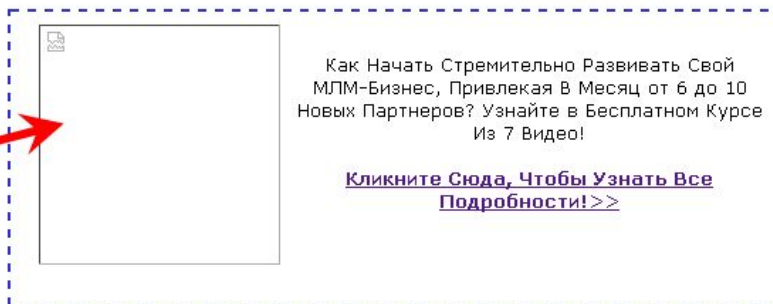 Как Начать Стремительно Развивать Свой
МЛМ-Бизнес, Привлекая В Месяц от 6 до 10
Новых Партнеров? Узнайте в Бесплатном Курсе
Из 7 Видео!
Кликните Сюда, Чтобы Узнать Все
Подробности!>>